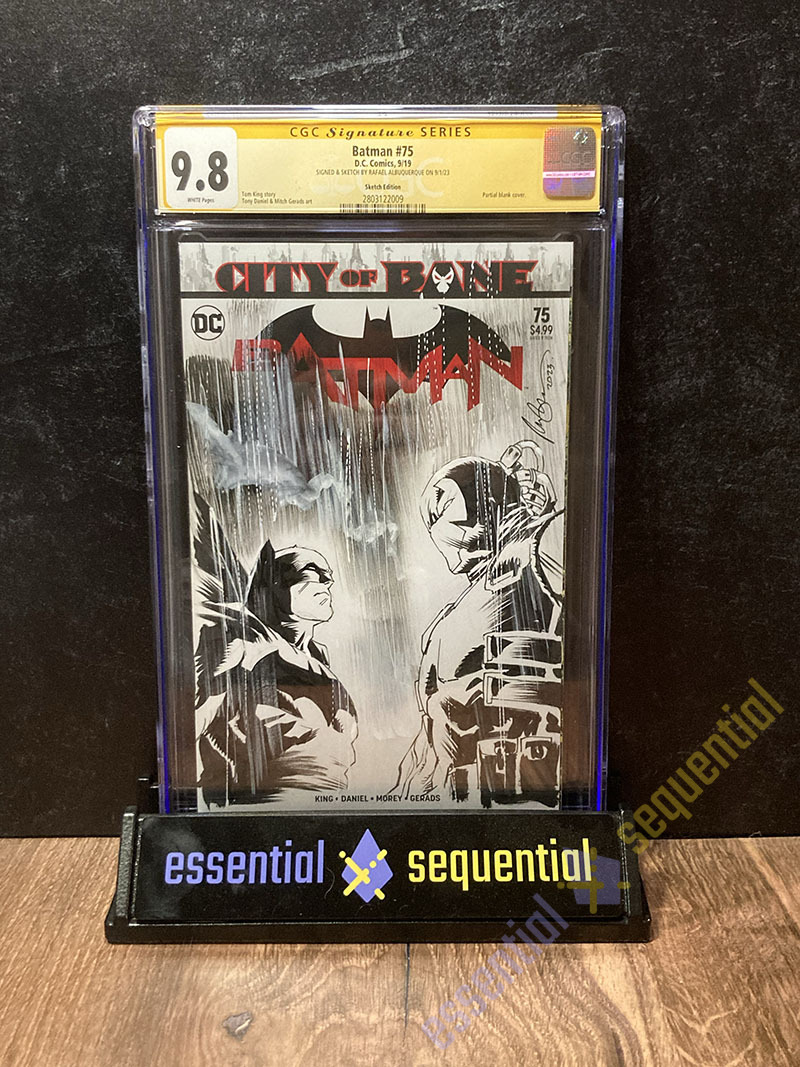 CGC Signature SERIES
9.8
WHITE Pages
Batman #75
D.C. Comics, 9/19
SIGNED & SKETCH BY RAFAEL ALBUQUERQUE ON 9/1/23
Sketch Edition
Tom King story
Tony Daniel & Mitch Gerads art
Partial blank cover.
2803122009
CGC
CITY OF BANE
DC
75
$4.99
BATMAN
2023
KING • DANIEL • MOREY • GERADS
essential sequential
essential sequential